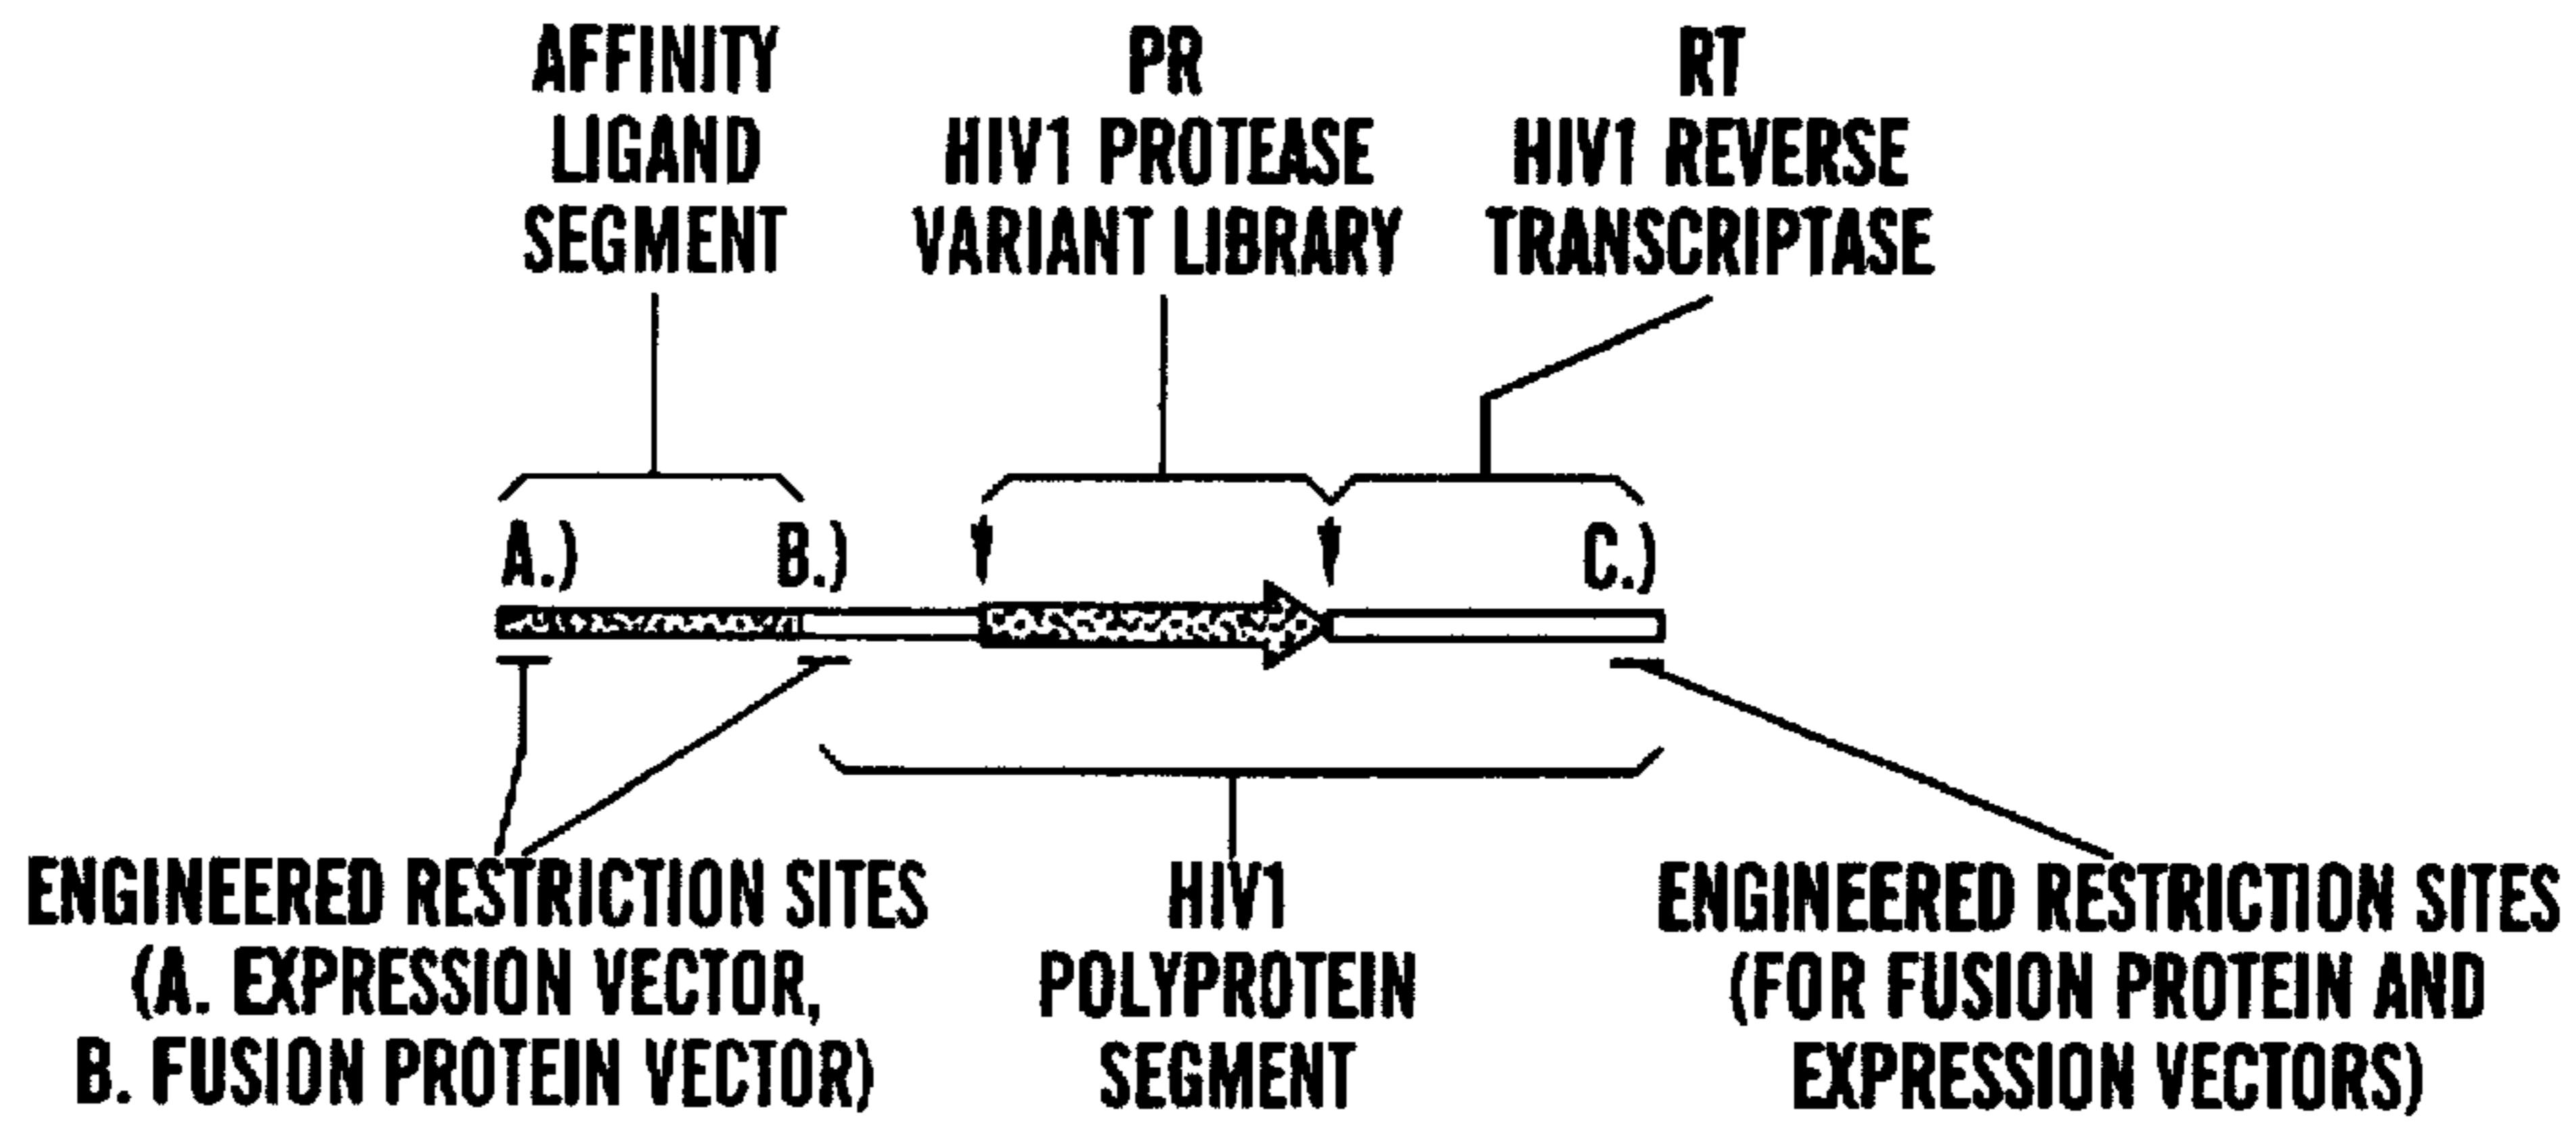 AFFINITY
LIGAND
SEGMENT
PR
HIV1 PROTEASE
VARIANT LIBRARY
RT
HIV1 REVERSE
TRANSCRIPTASE
A.)
B.)
C.)
ENGINEERED RESTRICTION SITES
(A. EXPRESSION VECTOR,
B. FUSION PROTEIN VECTOR)
HIV1
POLYPROTEIN
SEGMENT
ENGINEERED RESTRICTION SITES
(FOR FUSION PROTEIN AND
EXPRESSION VECTORS)